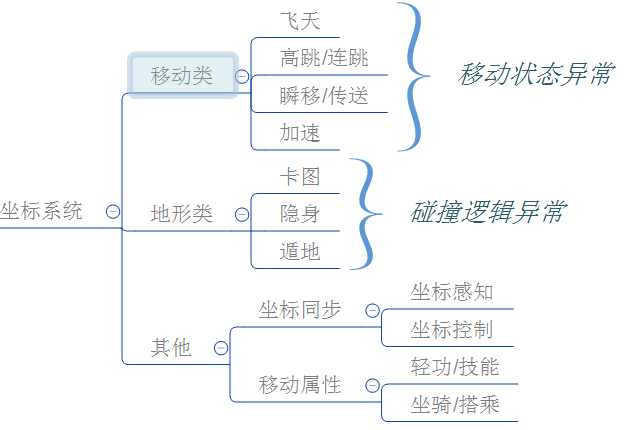 坐标系统
移动类
飞天
高跳/连跳
瞬移/传送
加速
移动状态异常
地形类
卡图
隐身
遁地
碰撞逻辑异常
其他
坐标同步
坐标感知
坐标控制
移动属性
轻功/技能
坐骑/搭乘